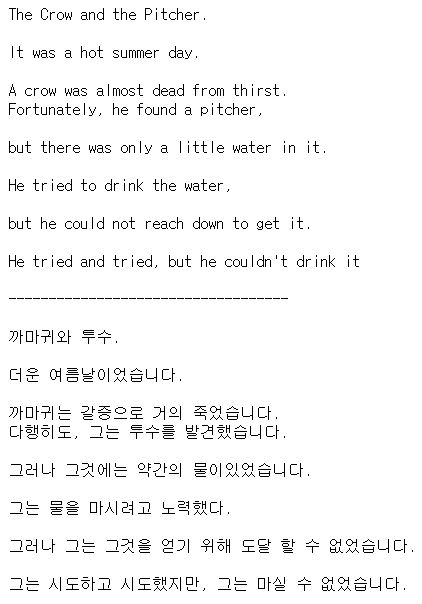 The Crow and the Pitcher.
It was a hot summer day.
A crow was almost dead from thirst.
Fortunately, he found a pitcher,
but there was only a little water in it.
He tried to drink the water,
but he could not reach down to get it.
He tried and tried, but he couldn't drink it
-----------------------------------
까마귀와 투수.
더운 여름날이었습니다.
까마귀는 갈증으로 거의 죽었습니다.
다행히도, 그는 투수를 발견했습니다.
그러나 그것에는 약간의 물이있었습니다.
그는 물을 마시려고 노력했다.
그러나 그는 그것을 얻기 위해 도달 할 수 없었습니다.
그는 시도하고 시도했지만, 그는 마실 수 없었습니다.